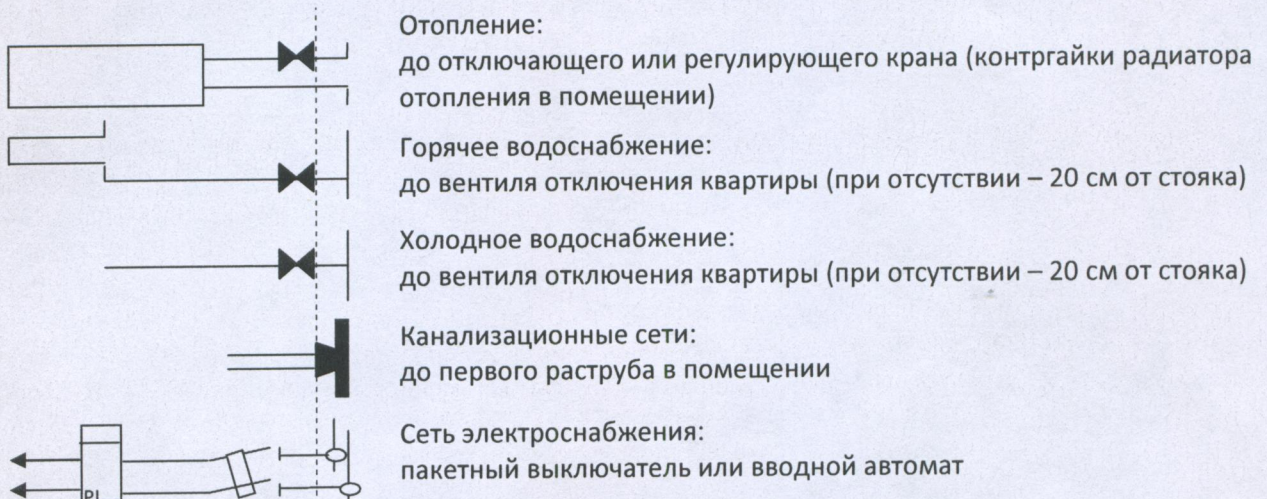 Отопление:
до отключающего или регулирующего крана (контргайки радиатора
отопления в помещении)
Горячее водоснабжение:
до вентиля отключения квартиры (при отсутствии – 20 см от стояка)
Холодное водоснабжение:
до вентиля отключения квартиры (при отсутствии – 20 см от стояка)
Канализационные сети:
до первого раструба в помещении
Сеть электроснабжения:
пакетный выключатель или вводной автомат